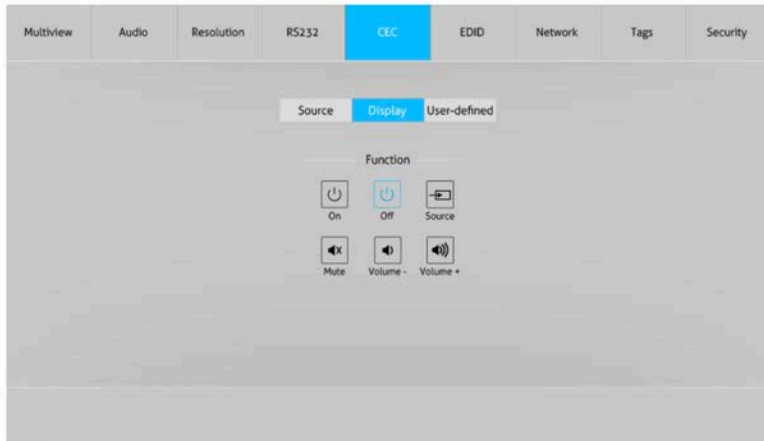 Multiview Audio Resolution RS232 CEC EDID Network Tags Security
Source Display User-defined
Function
On Off Source
Mute Volume - Volume +